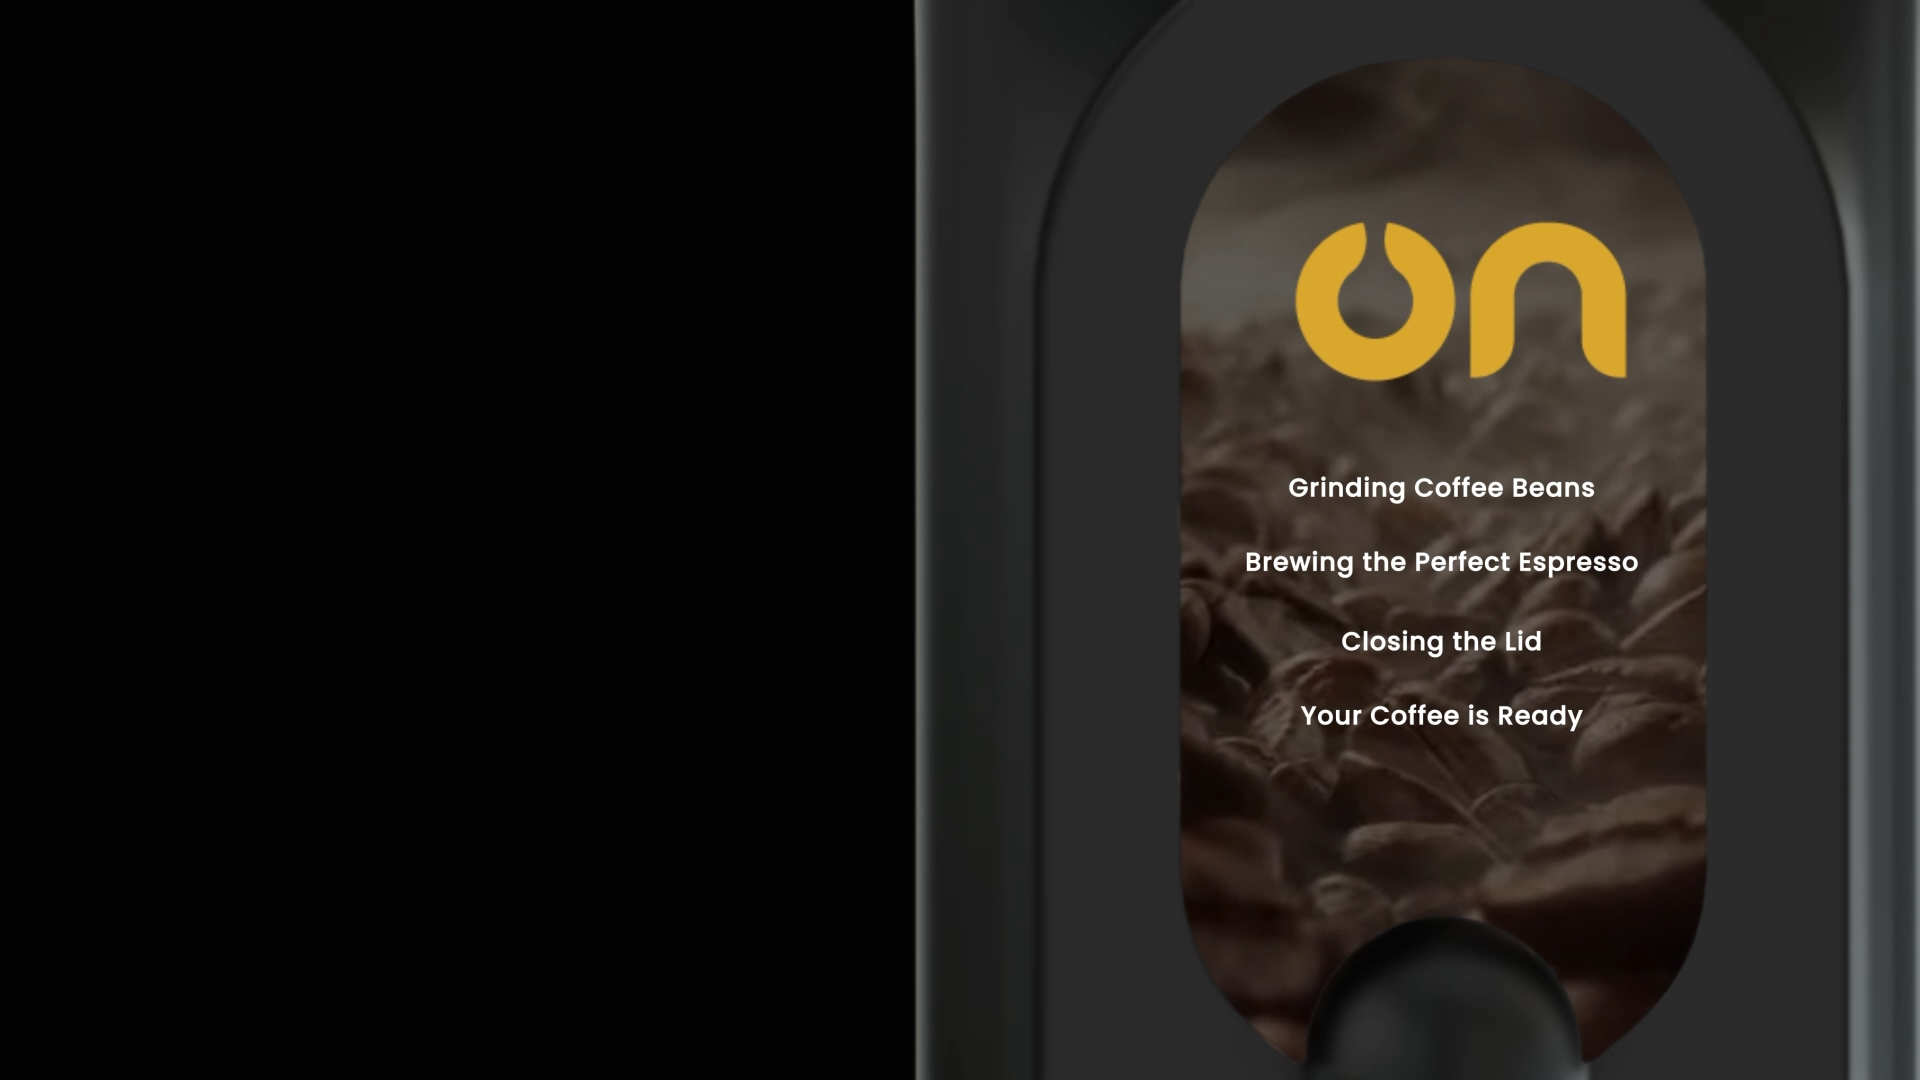 on
Grinding Coffee Beans
Brewing the Perfect Espresso
Closing the Lid
Your Coffee is Ready